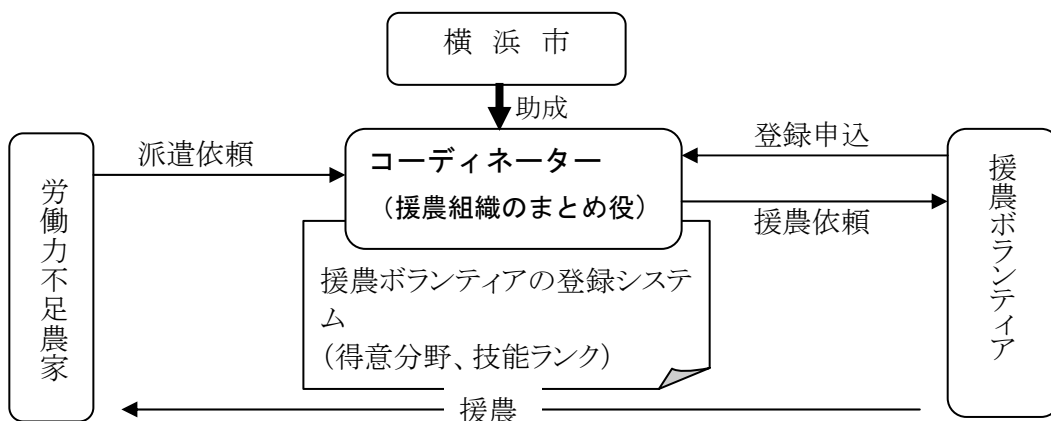 横 浜 市
助成
派遣依頼
コーディネーター
（援農組織のまとめ役）
登録申込
援農依頼
労働力不足農家
援農ボランティア
援農ボランティアの登録システ
ム
（得意分野、技能ランク）
援農